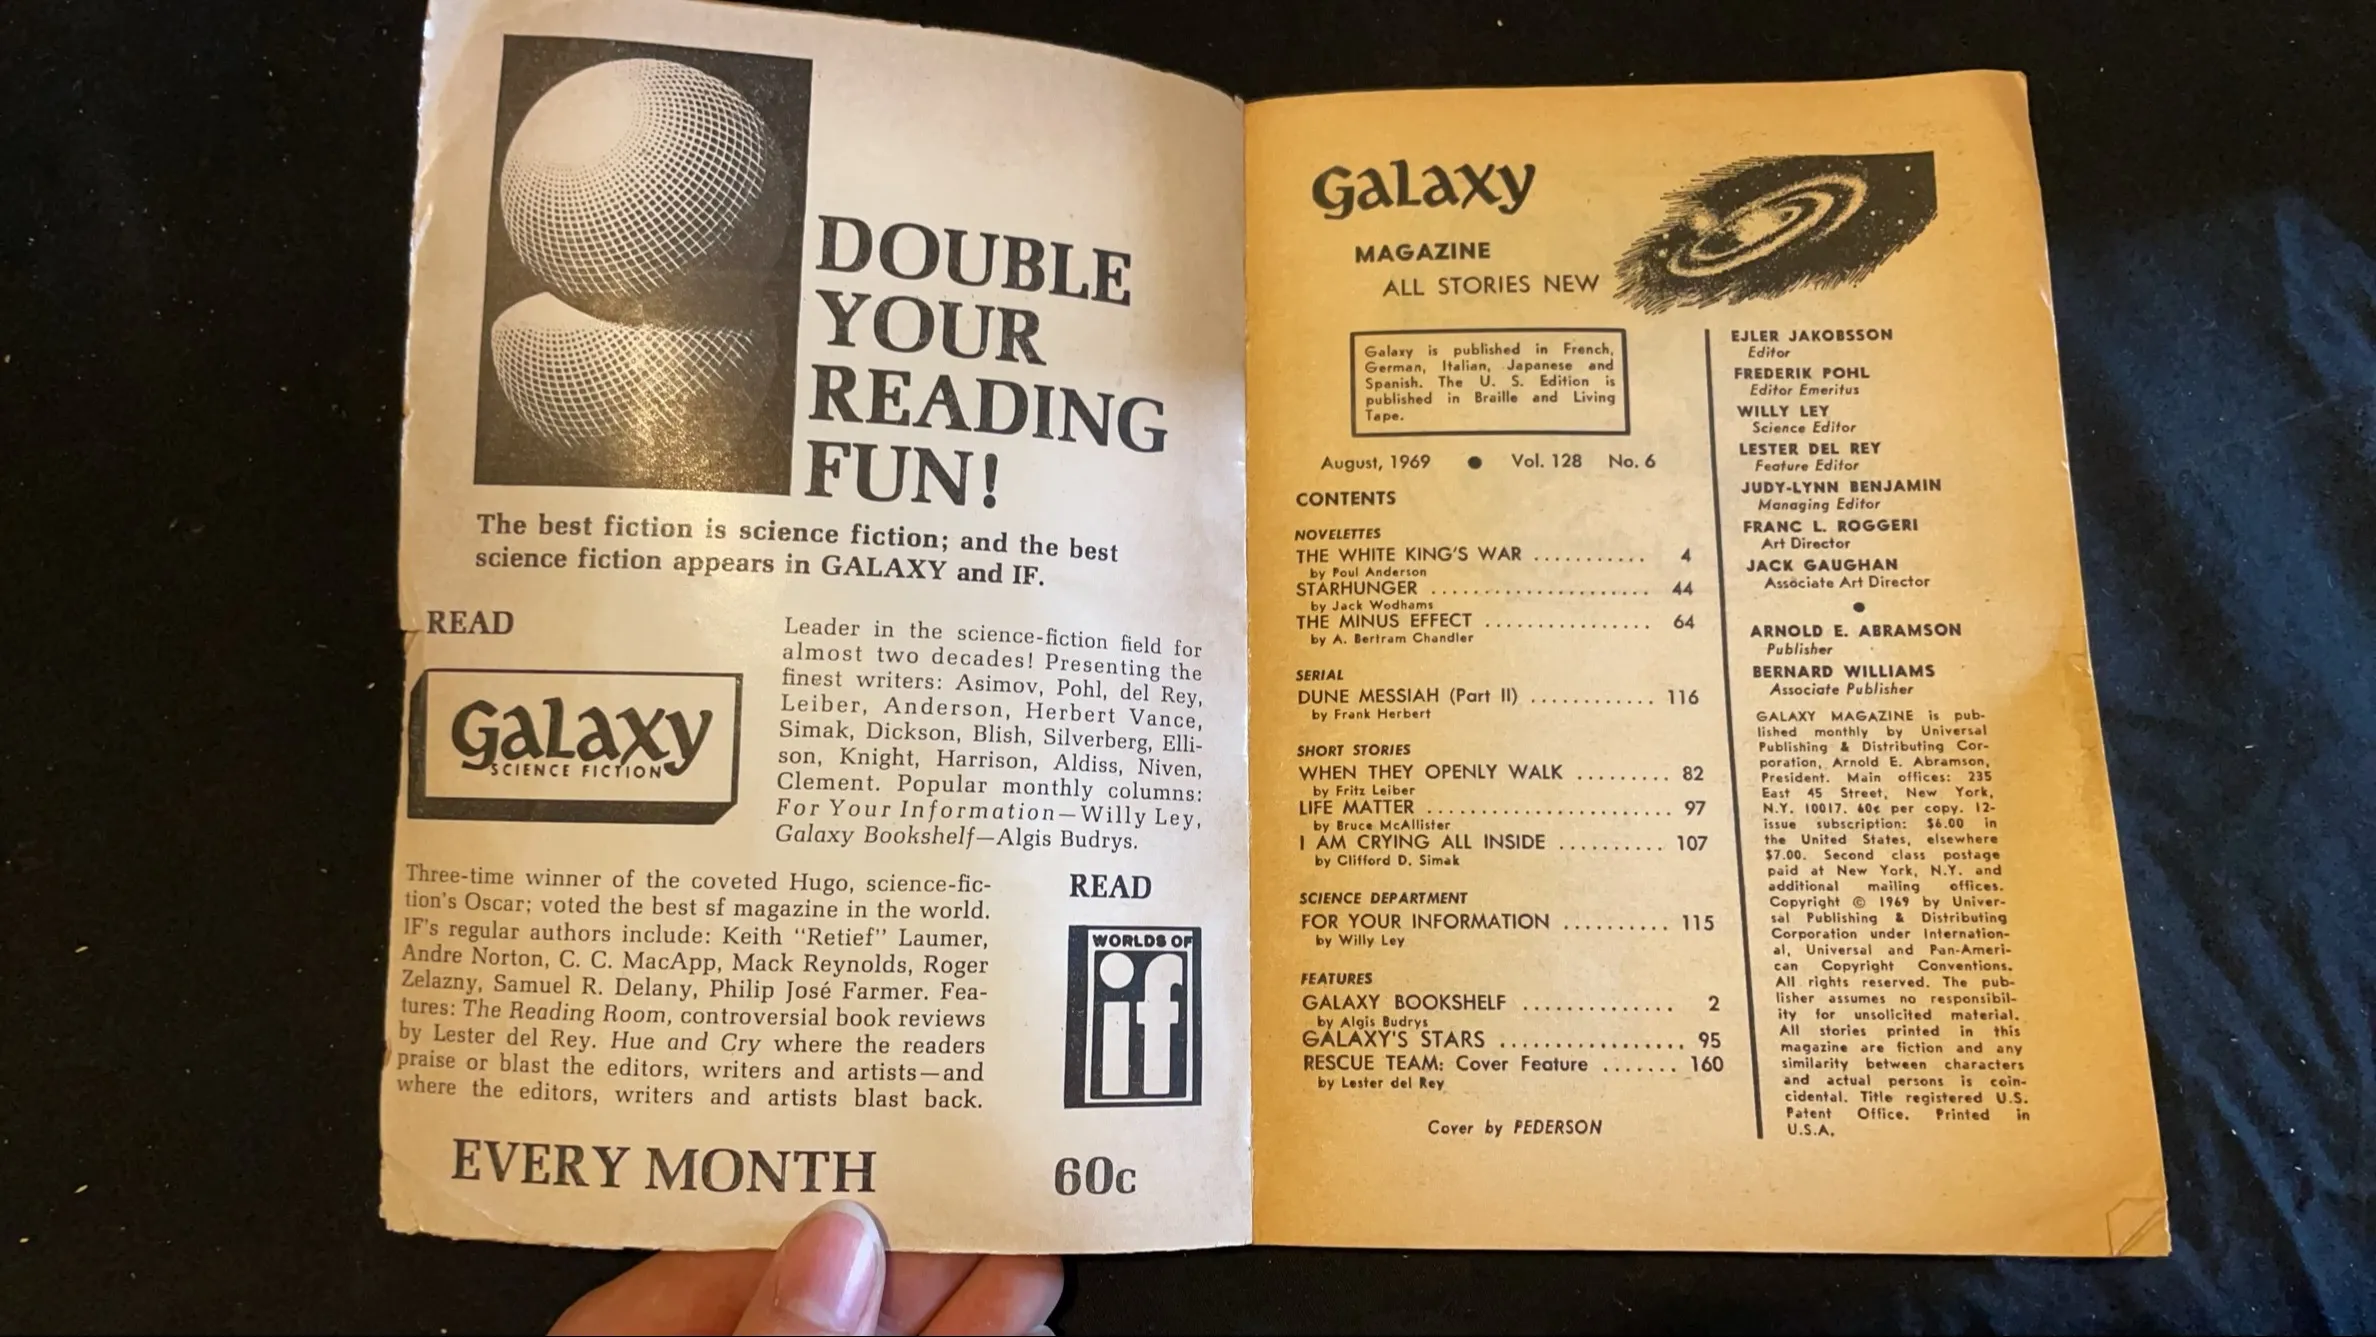 DOUBLE
YOUR
READING
FUN!
The best fiction is science fiction; and the best
science fiction appears in GALAXY and IF.
READ
Galaxy
SCIENCE FICTION
Leader in the science-fiction field for
almost two decades! Presenting the
finest writers: Asimov, Pohl, del Rey,
Leiber, Anderson, Herbert Vance,
Simak, Dickson, Blish, Silverberg, Elli-
son, Knight, Harrison, Aldiss, Niven,
Clement. Popular monthly columns:
For Your Information—Willy Ley,
Galaxy Bookshelf—Algis Budrys.
Three-time winner of the coveted Hugo, science-fic-
tion's Oscar; voted the best sf magazine in the world.
IF's regular authors include: Keith "Retief" Laumer,
Andre Norton, C. C. MacApp, Mack Reynolds, Roger
Zelazny, Samuel R. Delany, Philip José Farmer. Fea-
tures: The Reading Room, controversial book reviews
by Lester del Rey. Hue and Cry where the readers
praise or blast the editors, writers and artists—and
where the editors, writers and artists blast back.
READ
WORLDS OF
if
EVERY MONTH 60c
Galaxy
MAGAZINE
ALL STORIES NEW
Galaxy is published in French,
German, Italian, Japanese and
Spanish. The U. S. Edition is
published in Braille and Living
Tape.
August, 1969 ● Vol. 128 No. 6
CONTENTS
NOVELETTES
THE WHITE KING'S WAR ........... 4
by Poul Anderson
STARHUNGER ...................... 44
by Jack Wodhams
THE MINUS EFFECT ................ 64
by A. Bertram Chandler
SERIAL
DUNE MESSIAH (Part II) ............ 116
by Frank Herbert
SHORT STORIES
WHEN THEY OPENLY WALK ......... 82
by Fritz Leiber
LIFE MATTER ........................ 97
by Bruce McAllister
I AM CRYING ALL INSIDE .......... 107
by Clifford D. Simak
SCIENCE DEPARTMENT
FOR YOUR INFORMATION .......... 115
by Willy Ley
FEATURES
GALAXY BOOKSHELF .............. 2
by Algis Budrys
GALAXY'S STARS ................. 95
RESCUE TEAM: Cover Feature ....... 160
by Lester del Rey
Cover by PEDERSON
EJLER JAKOBSSON
Editor
FREDERIK POHL
Editor Emeritus
WILLY LEY
Science Editor
LESTER DEL REY
Feature Editor
JUDY-LYNN BENJAMIN
Managing Editor
FRANC L. ROGGERI
Art Director
JACK GAUGHAN
Associate Art Director
●
ARNOLD E. ABRAMSON
Publisher
BERNARD WILLIAMS
Associate Publisher
GALAXY MAGAZINE is pub-
lished monthly by Universal
Publishing & Distributing Cor-
poration, Arnold E. Abramson,
President. Main offices: 235
East 45 Street, New York,
N.Y. 10017. 60¢ per copy. 12-
issue subscription: $6.00 in
the United States, elsewhere
$7.00. Second class postage
paid at New York, N.Y. and
additional mailing offices.
Copyright © 1969 by Univer-
sal Publishing & Distributing
Corporation under Internation-
al, Universal and Pan-Ameri-
can Copyright Conventions.
All rights reserved. The pub-
lisher assumes no responsibil-
ity for unsolicited material.
All stories printed in this
magazine are fiction and any
similarity between characters
and actual persons is coin-
cidental. Title registered U.S.
Patent Office. Printed in
U.S.A.